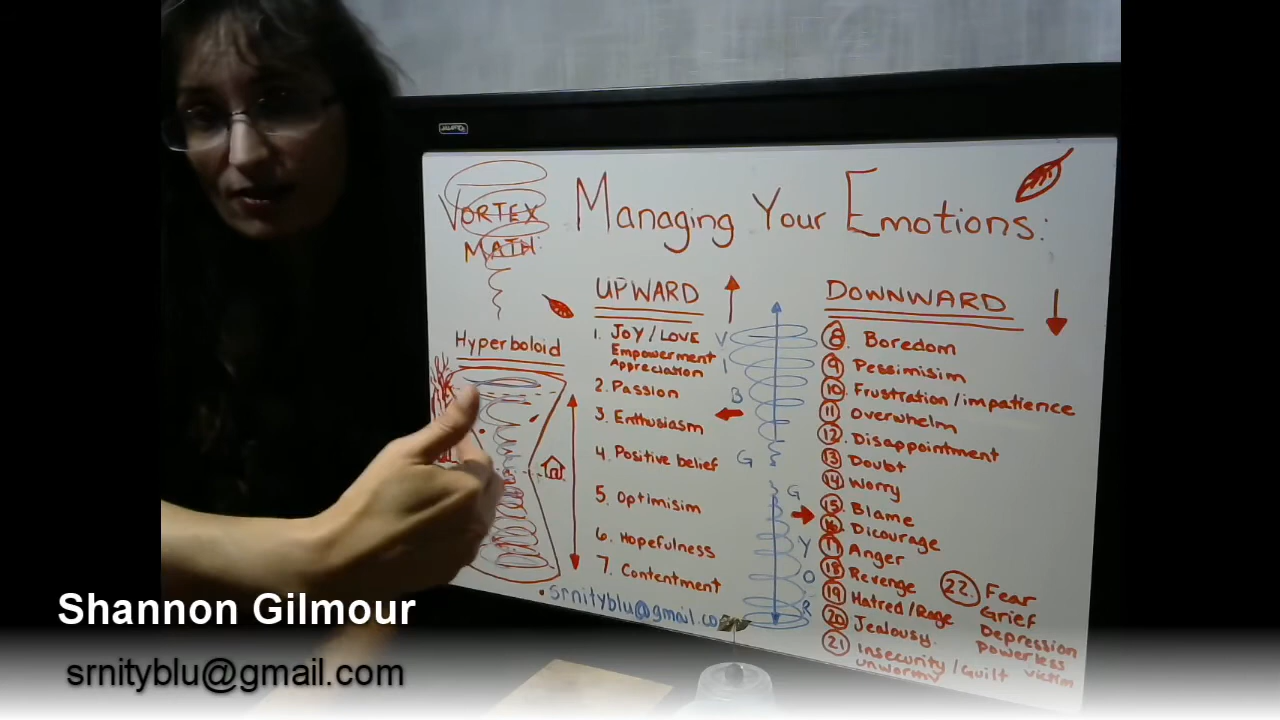 VORTEX
MATH:
Managing Your Emotions:
Hyperboloid
UPWARD
1. JOY/LOVE
Empowerment
Appreciation
2. Passion
3. Enthusiasm
4. Positive belief
5. Optimisim
6. Hopefulness
7. Contentment
V
I
B
G
G
Y
O
R
DOWNWARD
8. Boredom
9. Pessimisim
10. Frustration/impatience
11. Overwhelm
12. Disappointment
13. Doubt
14. Worry
15. Blame
16. Dicourage
17. Anger
18. Revenge
19. Hatred/Rage
20. Jealousy.
21. Insecurity/Guilt victim
unworthy
22. Fear
Grief
Depression
Powerless
srnityblu@gmail.com
Shannon Gilmour
srnityblu@gmail.com